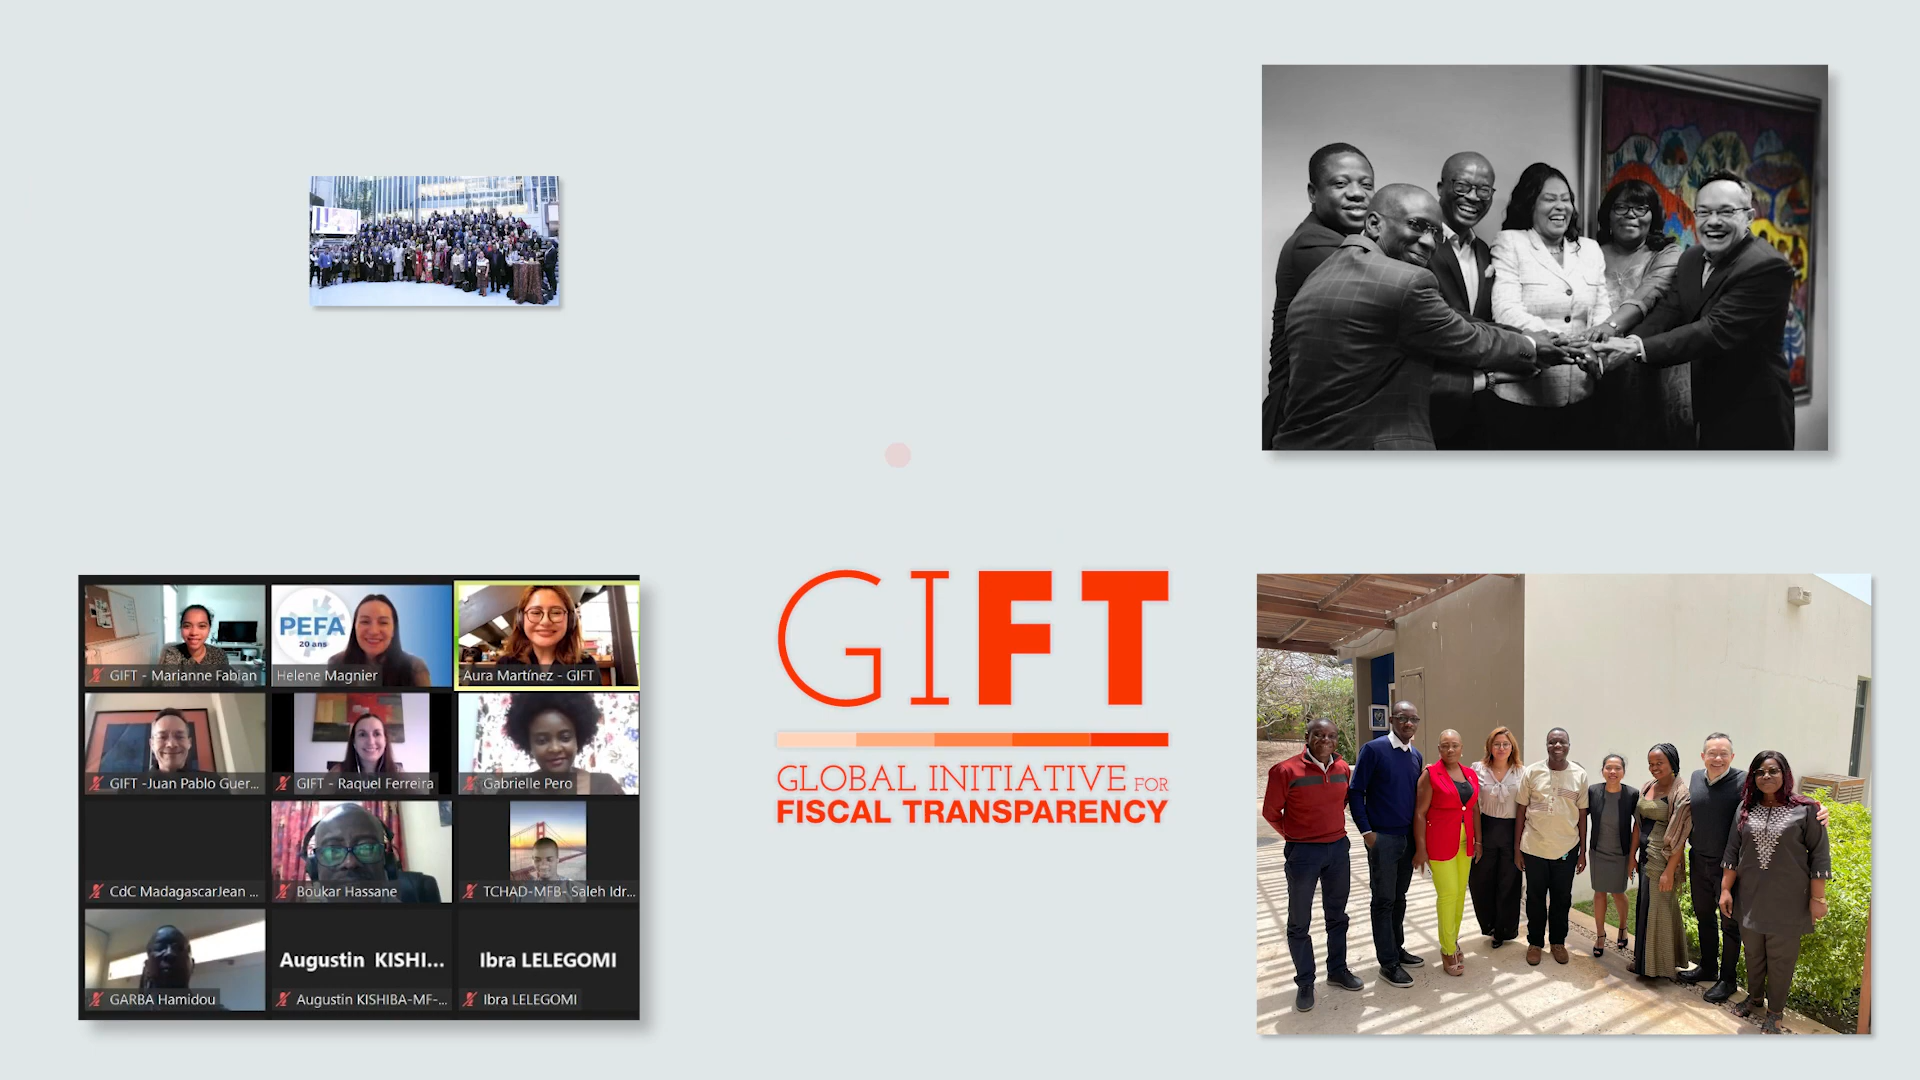 PEFA
20 ans
GIFT - Marianne Fabian
Helene Magnier
Aura Martínez - GIFT
GIFT -Juan Pablo Guer...
GIFT - Raquel Ferreira
Gabrielle Pero
CdC MadagascarJean ...
Boukar Hassane
TCHAD-MFB- Saleh Idr...
Augustin KISHI...
Ibra LELEGOMI
GARBA Hamidou
Augustin KISHIBA-MF-...
Ibra LELEGOMI
GIFT
GLOBAL INITIATIVE FOR
FISCAL TRANSPARENCY